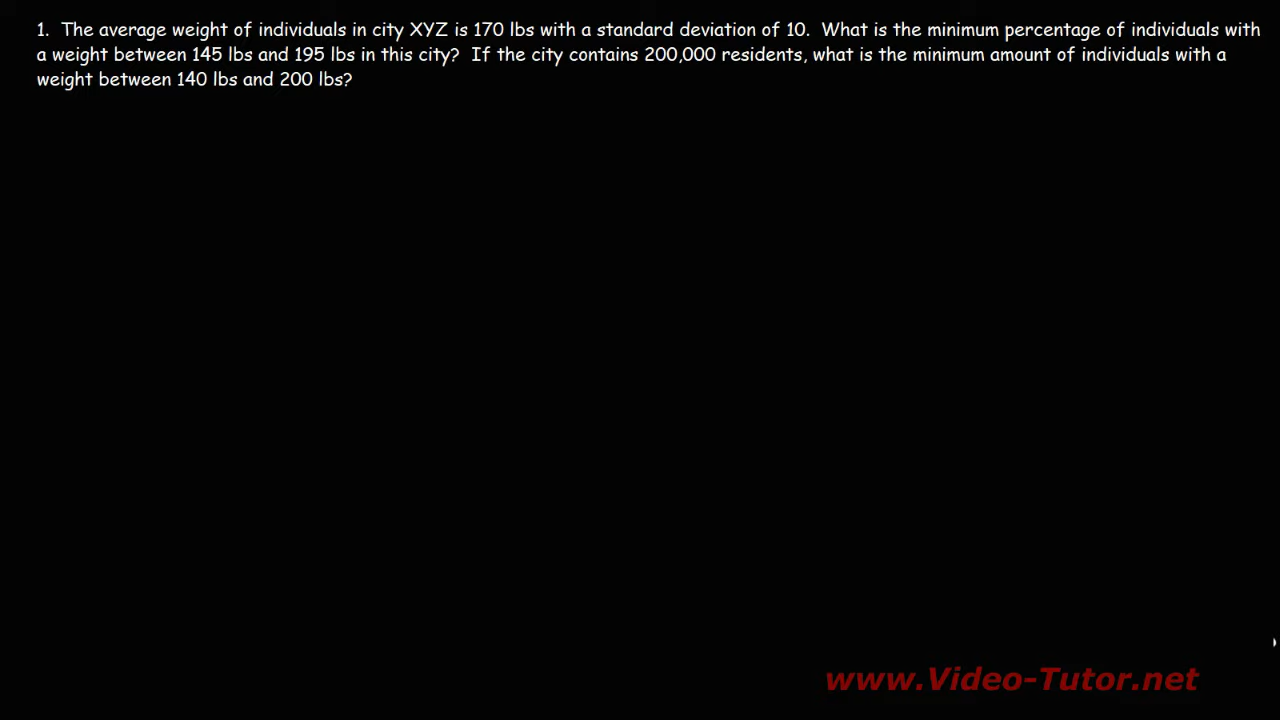 1.  The average weight of individuals in city XYZ is 170 lbs with a standard deviation of 10.  What is the minimum percentage of individuals with
a weight between 145 lbs and 195 lbs in this city?  If the city contains 200,000 residents, what is the minimum amount of individuals with a
weight between 140 lbs and 200 lbs?
www.Video-Tutor.net